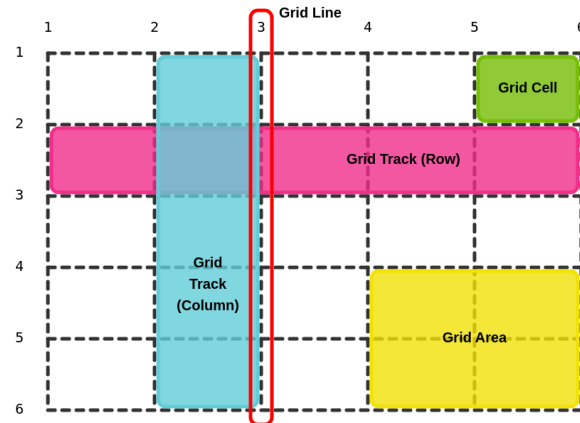 Grid Line
1 2 3 4 5 6
1
Grid Cell
2
Grid Track (Row)
3
4
Grid
Track
(Column)
5
Grid Area
6